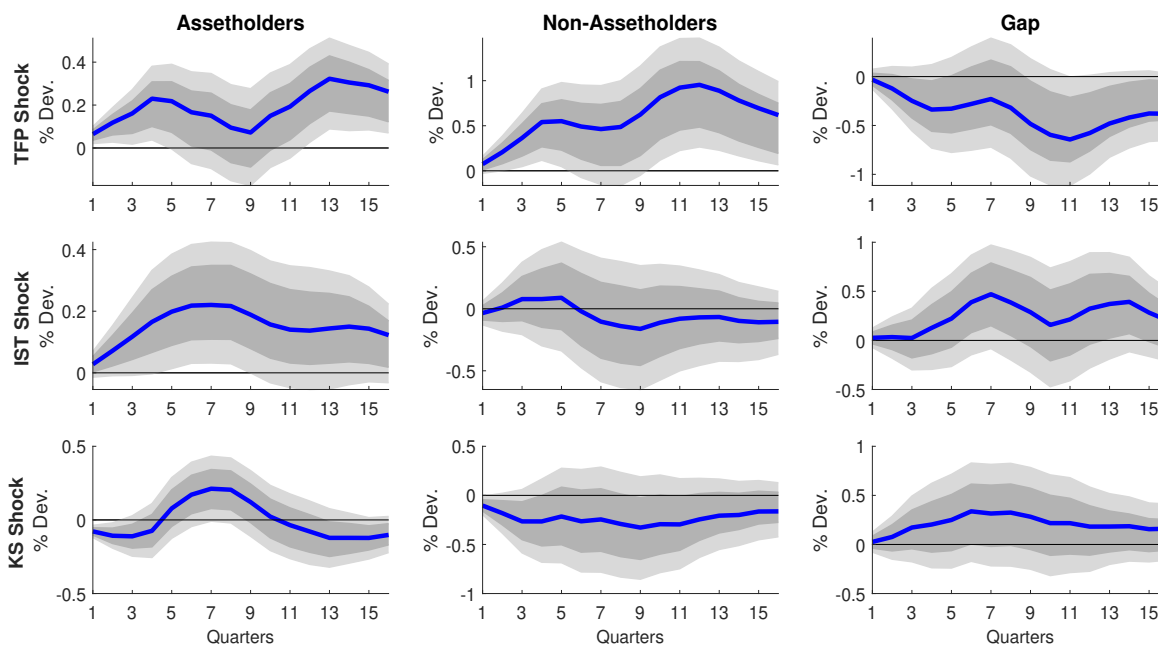 Assetholders
Non-Assetholders
Gap
TFP Shock
% Dev.
0.4
0.2
0
1 3 5 7 9 11 13 15
% Dev.
1
0.5
0
1 3 5 7 9 11 13 15
% Dev.
0
-0.5
-1
1 3 5 7 9 11 13 15
IST Shock
% Dev.
0.4
0.2
0
1 3 5 7 9 11 13 15
% Dev.
0.5
0
-0.5
1 3 5 7 9 11 13 15
% Dev.
1
0.5
0
-0.5
1 3 5 7 9 11 13 15
KS Shock
% Dev.
0.5
0
-0.5
1 3 5 7 9 11 13 15
Quarters
% Dev.
0.5
0
-0.5
-1
1 3 5 7 9 11 13 15
Quarters
% Dev.
1
0.5
0
-0.5
1 3 5 7 9 11 13 15
Quarters